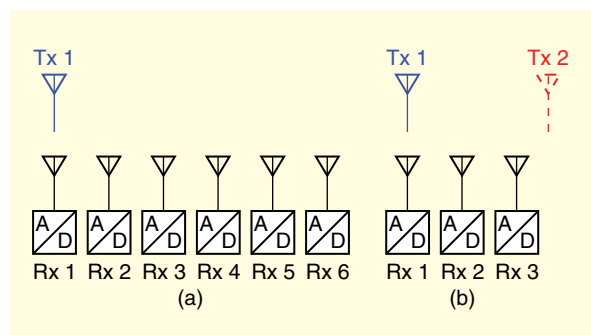 Tx 1 Tx 1 Tx 2
A D A D A D A D A D A D A D A D A D
Rx 1 Rx 2 Rx 3 Rx 4 Rx 5 Rx 6 Rx 1 Rx 2 Rx 3
(a) (b)